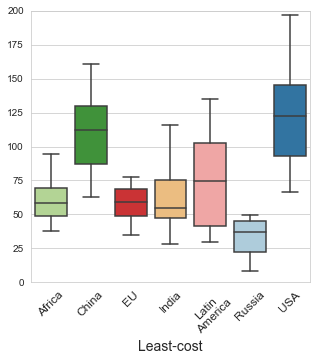 200
175
150
125
100
75
50
25
0
Africa
China
EU
India
Latin
America
Russia
USA
Least-cost